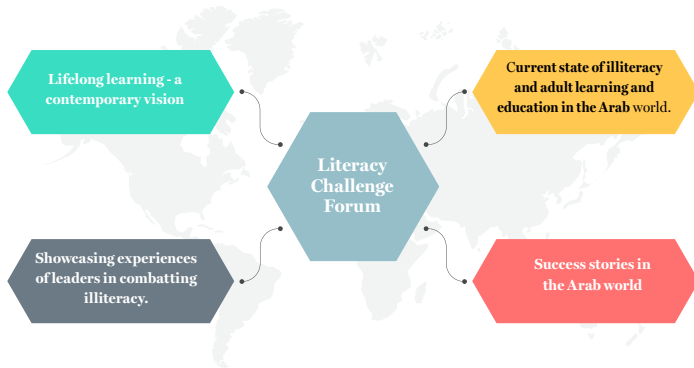 Lifelong learning - a
contemporary vision
Current state of illiteracy
and adult learning and
education in the Arab world.
Literacy
Challenge
Forum
Showcasing experiences
of leaders in combatting
illiteracy.
Success stories in
the Arab world